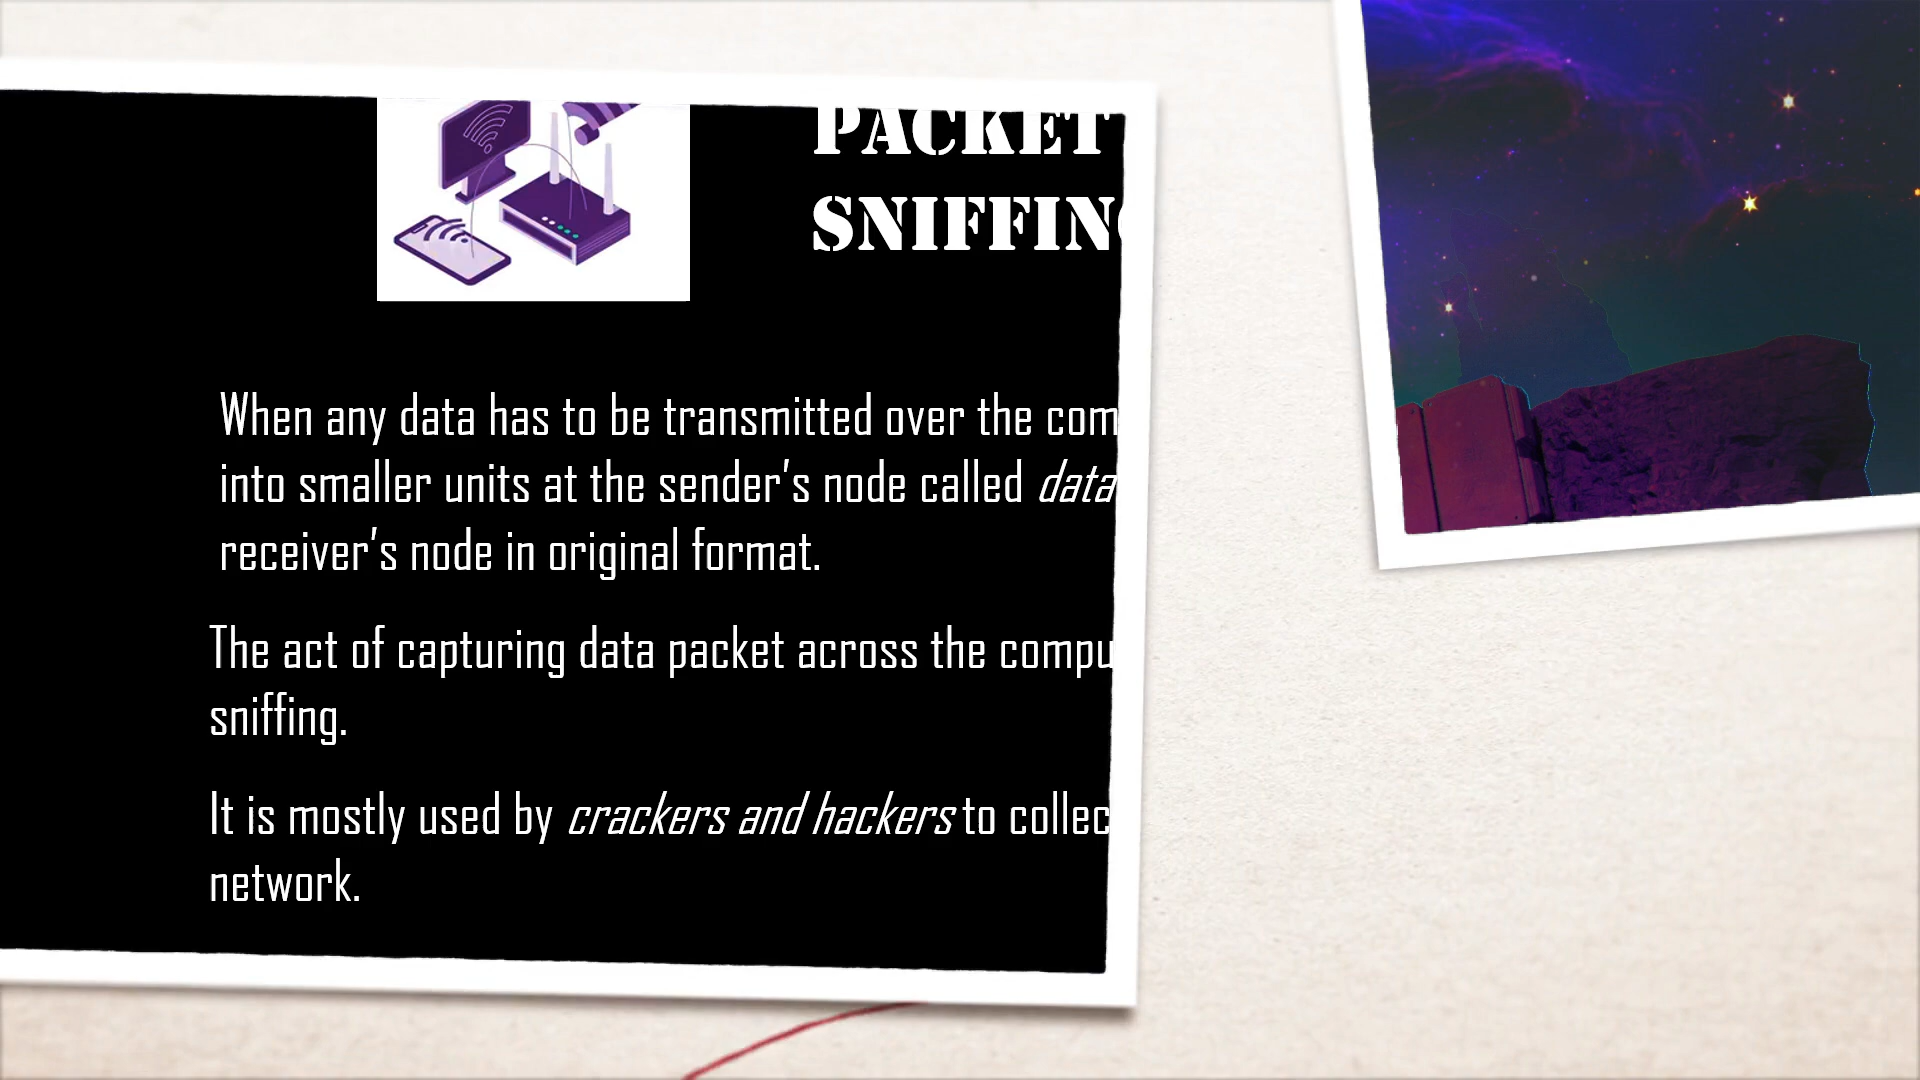 PACKET
SNIFFIN
When any data has to be transmitted over the com
into smaller units at the sender's node called data
receiver's node in original format.
The act of capturing data packet across the compu
sniffing.
It is mostly used by crackers and hackers to collec
network.